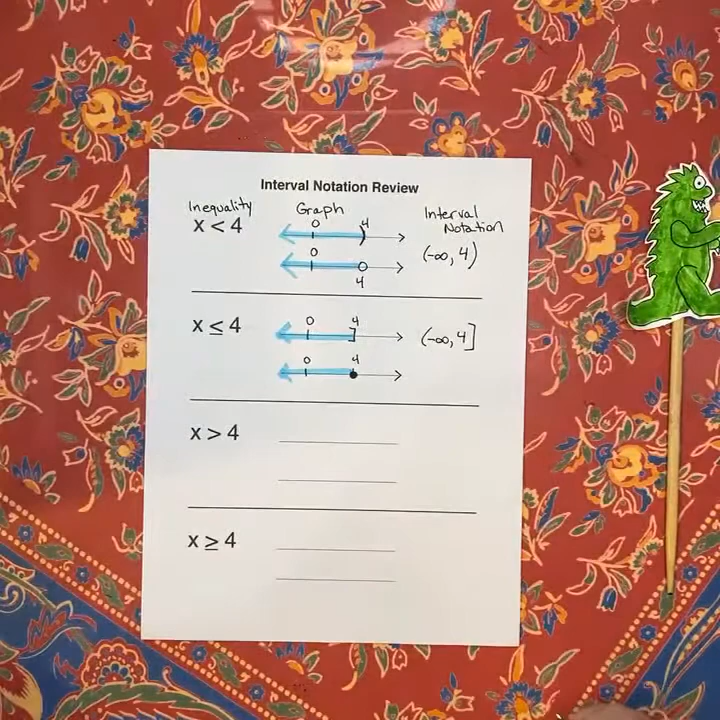 Interval Notation Review
Inequality Graph Interval Notation
x < 4
0 4 )
0 4
(-∞, 4)
x ≤ 4
0 4 ]
0 4
(-∞, 4]
x > 4
x ≥ 4